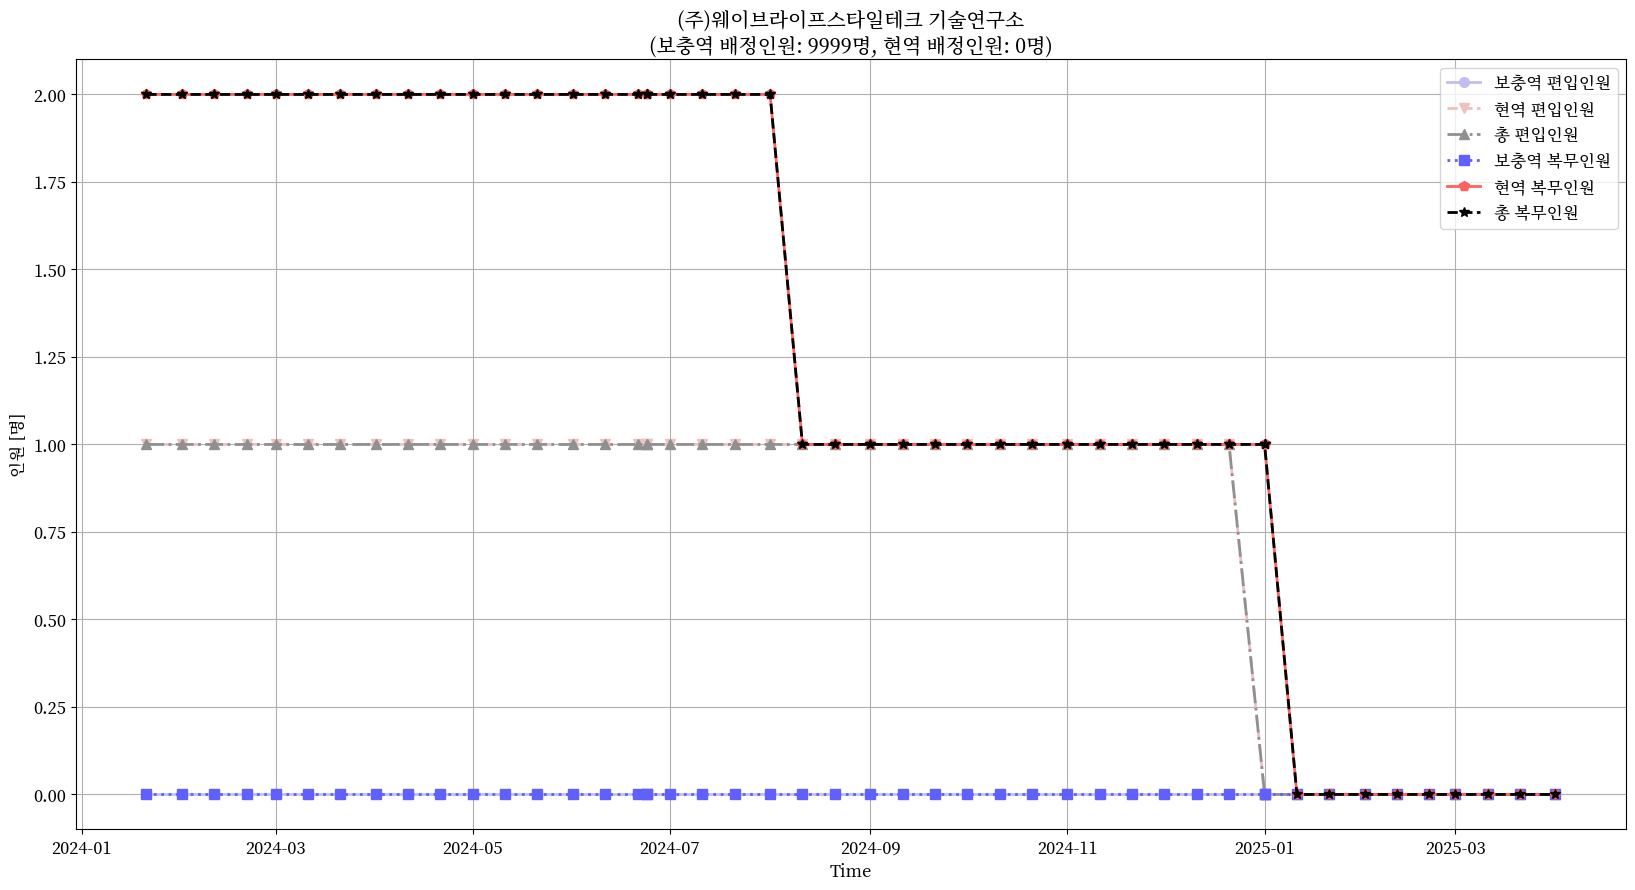 (주)웨이브라이프스타일테크 기술연구소
(보충역 배정인원: 9999명, 현역 배정인원: 0명)
보충역 편입인원
현역 편입인원
총 편입인원
보충역 복무인원
현역 복무인원
총 복무인원
인원 [명]
2.00
1.75
1.50
1.25
1.00
0.75
0.50
0.25
0.00
2024-01
2024-03
2024-05
2024-07
2024-09
2024-11
2025-01
2025-03
Time